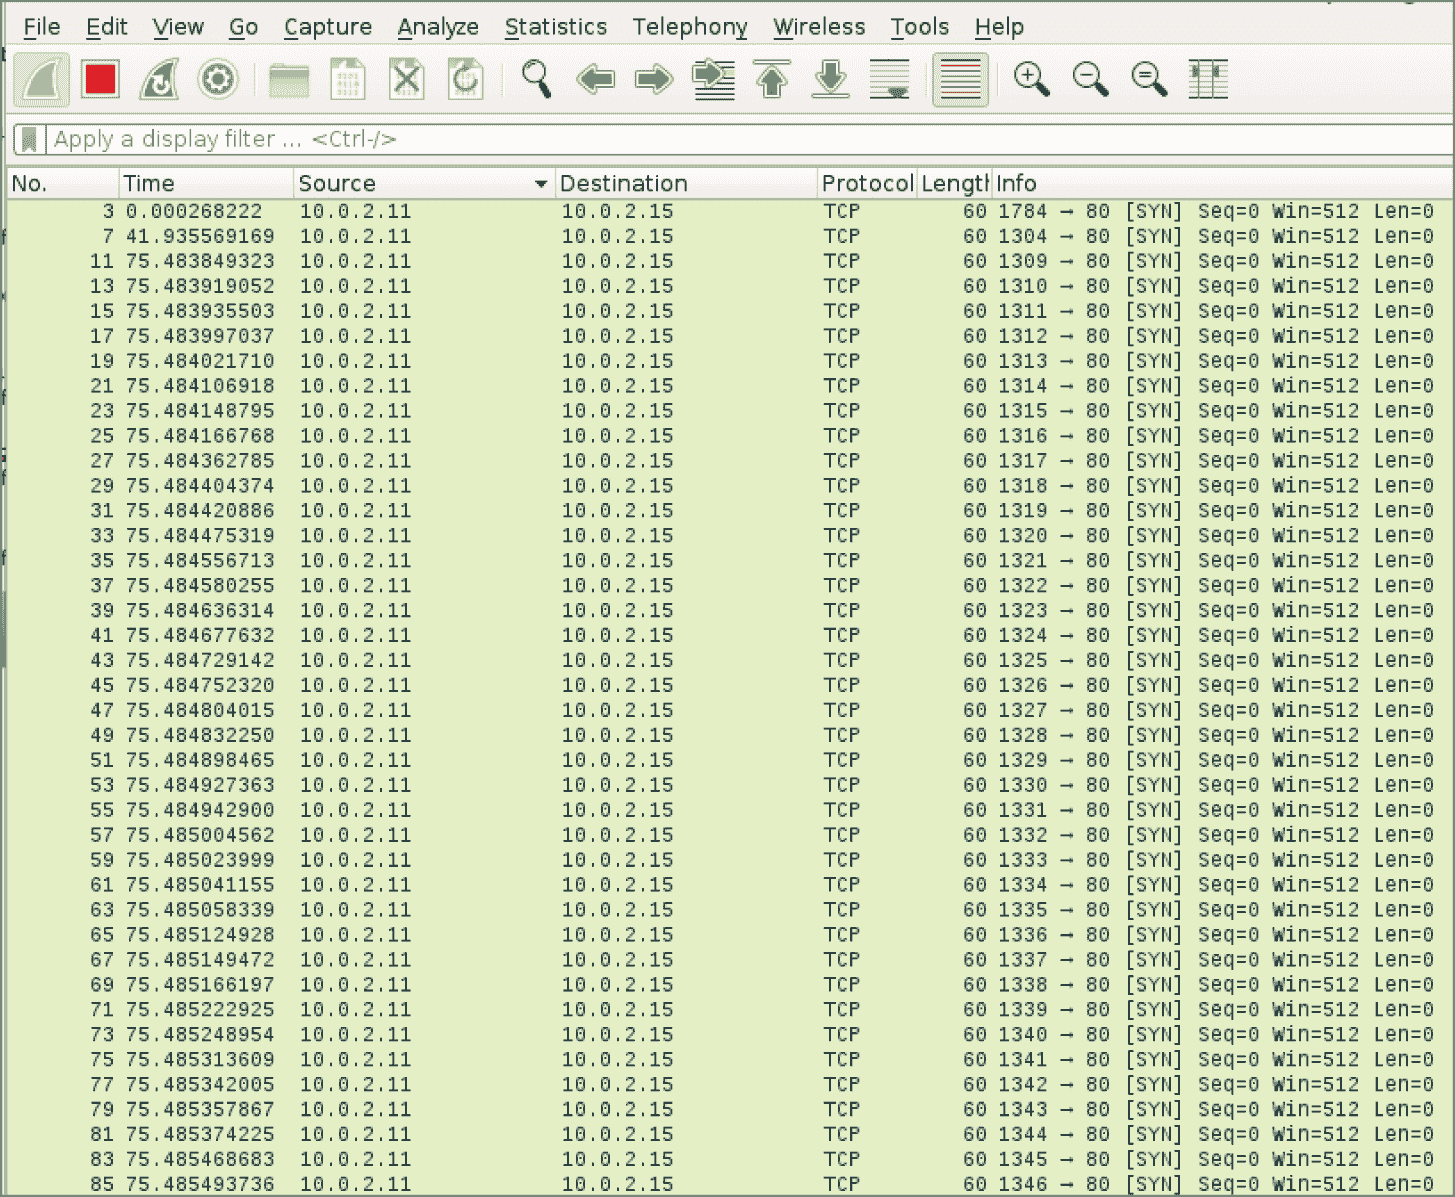 File Edit View Go Capture Analyze Statistics Telephony Wireless Tools Help
Apply a display filter ... <Ctrl-/>
No. Time Source Destination Protocol Length Info
3 0.000268222 10.0.2.11 10.0.2.15 TCP 60 1784 → 80 [SYN] Seq=0 Win=512 Len=0
7 41.935569169 10.0.2.11 10.0.2.15 TCP 60 1304 → 80 [SYN] Seq=0 Win=512 Len=0
11 75.483849323 10.0.2.11 10.0.2.15 TCP 60 1309 → 80 [SYN] Seq=0 Win=512 Len=0
13 75.483919052 10.0.2.11 10.0.2.15 TCP 60 1310 → 80 [SYN] Seq=0 Win=512 Len=0
15 75.483935503 10.0.2.11 10.0.2.15 TCP 60 1311 → 80 [SYN] Seq=0 Win=512 Len=0
17 75.483997037 10.0.2.11 10.0.2.15 TCP 60 1312 → 80 [SYN] Seq=0 Win=512 Len=0
19 75.484021710 10.0.2.11 10.0.2.15 TCP 60 1313 → 80 [SYN] Seq=0 Win=512 Len=0
21 75.484106918 10.0.2.11 10.0.2.15 TCP 60 1314 → 80 [SYN] Seq=0 Win=512 Len=0
23 75.484148795 10.0.2.11 10.0.2.15 TCP 60 1315 → 80 [SYN] Seq=0 Win=512 Len=0
25 75.484166768 10.0.2.11 10.0.2.15 TCP 60 1316 → 80 [SYN] Seq=0 Win=512 Len=0
27 75.484362785 10.0.2.11 10.0.2.15 TCP 60 1317 → 80 [SYN] Seq=0 Win=512 Len=0
29 75.484404374 10.0.2.11 10.0.2.15 TCP 60 1318 → 80 [SYN] Seq=0 Win=512 Len=0
31 75.484420886 10.0.2.11 10.0.2.15 TCP 60 1319 → 80 [SYN] Seq=0 Win=512 Len=0
33 75.484475319 10.0.2.11 10.0.2.15 TCP 60 1320 → 80 [SYN] Seq=0 Win=512 Len=0
35 75.484556713 10.0.2.11 10.0.2.15 TCP 60 1321 → 80 [SYN] Seq=0 Win=512 Len=0
37 75.484580255 10.0.2.11 10.0.2.15 TCP 60 1322 → 80 [SYN] Seq=0 Win=512 Len=0
39 75.484636314 10.0.2.11 10.0.2.15 TCP 60 1323 → 80 [SYN] Seq=0 Win=512 Len=0
41 75.484677632 10.0.2.11 10.0.2.15 TCP 60 1324 → 80 [SYN] Seq=0 Win=512 Len=0
43 75.484729142 10.0.2.11 10.0.2.15 TCP 60 1325 → 80 [SYN] Seq=0 Win=512 Len=0
45 75.484752320 10.0.2.11 10.0.2.15 TCP 60 1326 → 80 [SYN] Seq=0 Win=512 Len=0
47 75.484804015 10.0.2.11 10.0.2.15 TCP 60 1327 → 80 [SYN] Seq=0 Win=512 Len=0
49 75.484832250 10.0.2.11 10.0.2.15 TCP 60 1328 → 80 [SYN] Seq=0 Win=512 Len=0
51 75.484898465 10.0.2.11 10.0.2.15 TCP 60 1329 → 80 [SYN] Seq=0 Win=512 Len=0
53 75.484927363 10.0.2.11 10.0.2.15 TCP 60 1330 → 80 [SYN] Seq=0 Win=512 Len=0
55 75.484942900 10.0.2.11 10.0.2.15 TCP 60 1331 → 80 [SYN] Seq=0 Win=512 Len=0
57 75.485004562 10.0.2.11 10.0.2.15 TCP 60 1332 → 80 [SYN] Seq=0 Win=512 Len=0
59 75.485023999 10.0.2.11 10.0.2.15 TCP 60 1333 → 80 [SYN] Seq=0 Win=512 Len=0
61 75.485041155 10.0.2.11 10.0.2.15 TCP 60 1334 → 80 [SYN] Seq=0 Win=512 Len=0
63 75.485058339 10.0.2.11 10.0.2.15 TCP 60 1335 → 80 [SYN] Seq=0 Win=512 Len=0
65 75.485124928 10.0.2.11 10.0.2.15 TCP 60 1336 → 80 [SYN] Seq=0 Win=512 Len=0
67 75.485149472 10.0.2.11 10.0.2.15 TCP 60 1337 → 80 [SYN] Seq=0 Win=512 Len=0
69 75.485166197 10.0.2.11 10.0.2.15 TCP 60 1338 → 80 [SYN] Seq=0 Win=512 Len=0
71 75.485222925 10.0.2.11 10.0.2.15 TCP 60 1339 → 80 [SYN] Seq=0 Win=512 Len=0
73 75.485248954 10.0.2.11 10.0.2.15 TCP 60 1340 → 80 [SYN] Seq=0 Win=512 Len=0
75 75.485313609 10.0.2.11 10.0.2.15 TCP 60 1341 → 80 [SYN] Seq=0 Win=512 Len=0
77 75.485342005 10.0.2.11 10.0.2.15 TCP 60 1342 → 80 [SYN] Seq=0 Win=512 Len=0
79 75.485357867 10.0.2.11 10.0.2.15 TCP 60 1343 → 80 [SYN] Seq=0 Win=512 Len=0
81 75.485374225 10.0.2.11 10.0.2.15 TCP 60 1344 → 80 [SYN] Seq=0 Win=512 Len=0
83 75.485468683 10.0.2.11 10.0.2.15 TCP 60 1345 → 80 [SYN] Seq=0 Win=512 Len=0
85 75.485493736 10.0.2.11 10.0.2.15 TCP 60 1346 → 80 [SYN] Seq=0 Win=512 Len=0